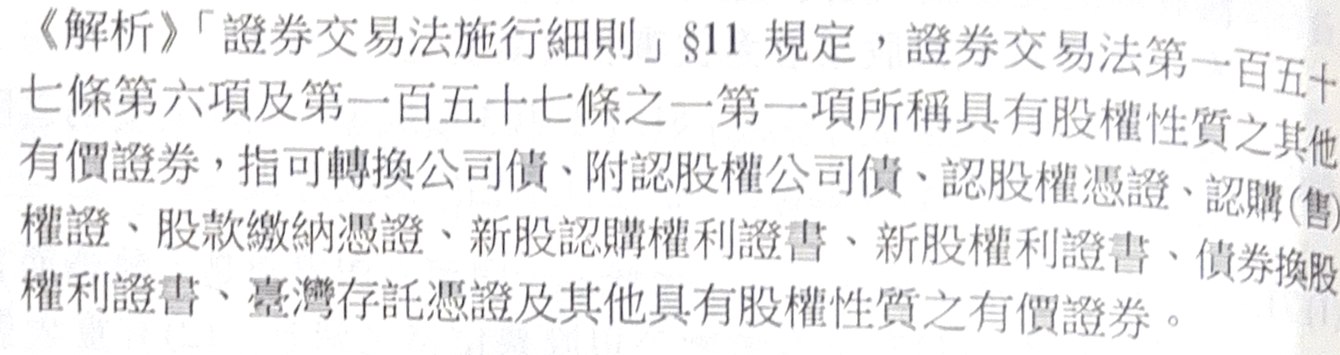 《解析》「證券交易法施行細則」§11 規定，證券交易法第一百五十
七條第六項及第一百五十七條之一第一項所稱具有股權性質之其他
有價證券，指可轉換公司債、附認股權公司債、認股權憑證、認購(售)
權證、股款繳納憑證、新股認購權利證書、新股權利證書、債券換股
權利證書、臺灣存託憑證及其他具有股權性質之有價證券。